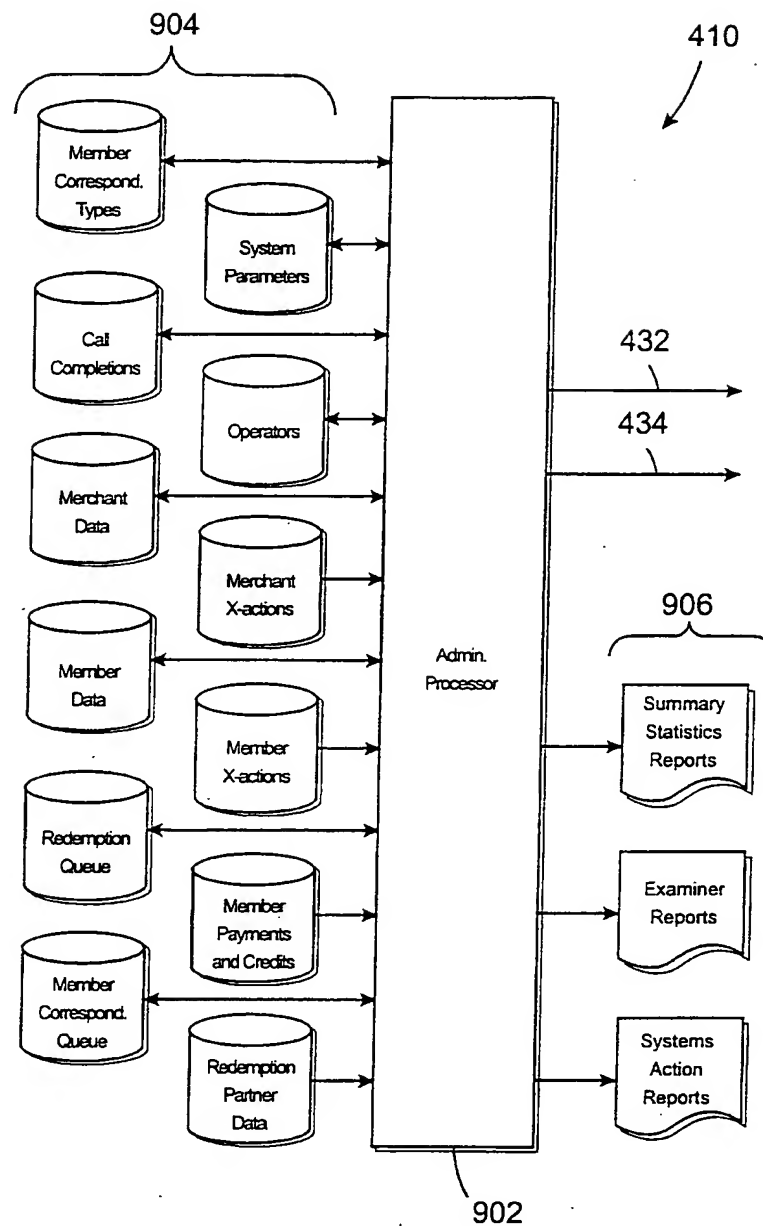 904
410
Member
Correspond.
Types
System
Parameters
Call
Completions
Operators
432
434
Merchant
Data
Merchant
X-actions
906
Admin.
Processor
Member
Data
Summary
Statistics
Reports
Member
X-actions
Redemption
Queue
Member
Payments
and Credits
Examiner
Reports
Member
Correspond.
Queue
Redemption
Partner
Data
Systems
Action
Reports
902